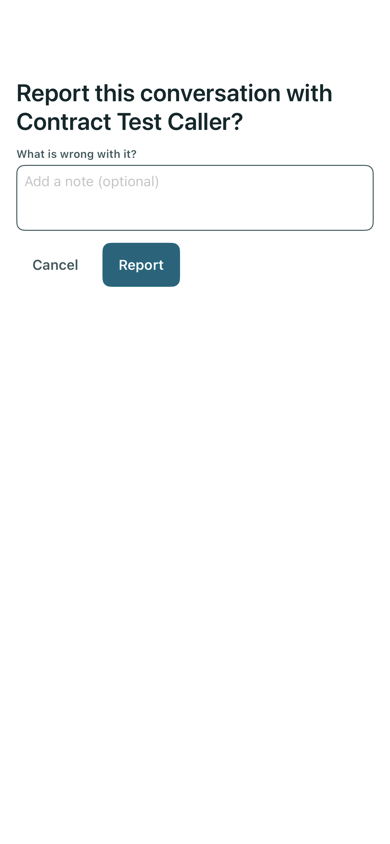 Report this conversation with
Contract Test Caller?
What is wrong with it?
Add a note (optional)
Cancel
Report